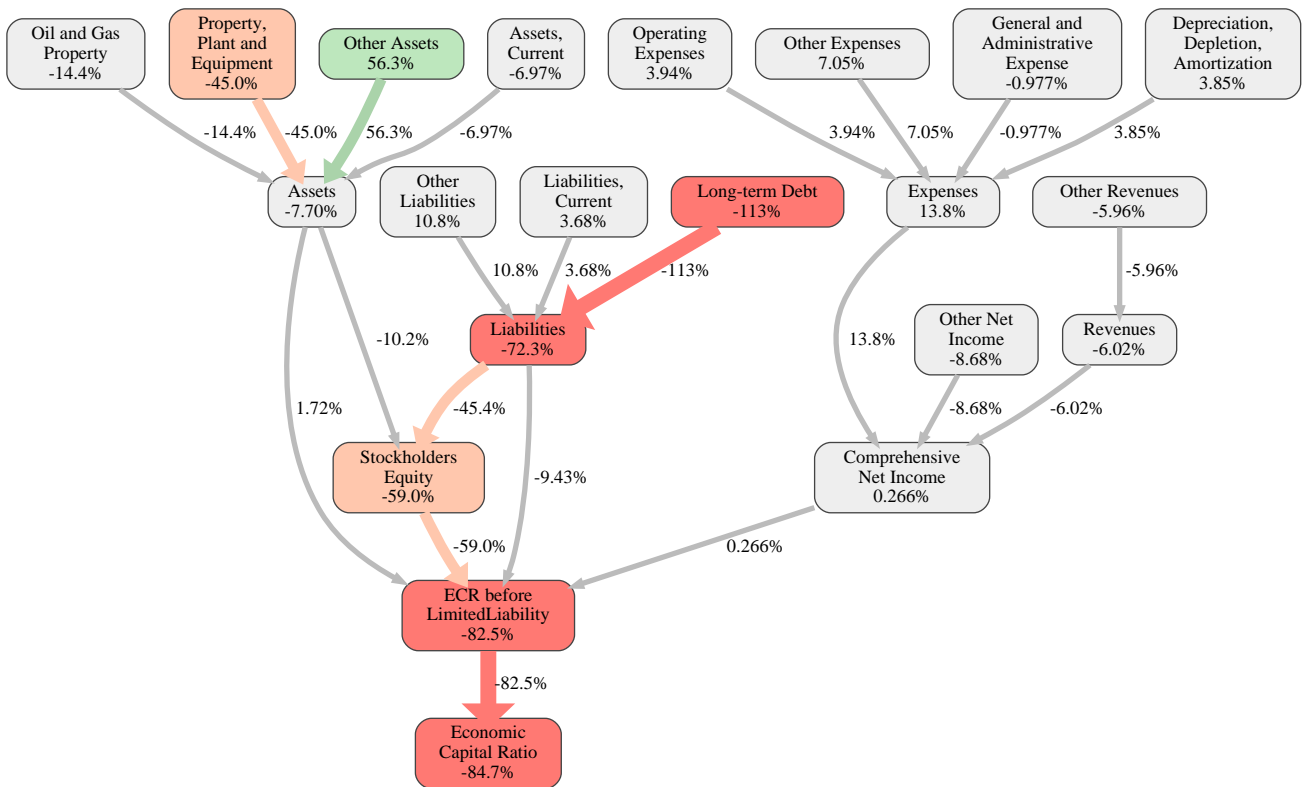 Oil and Gas
Property
-14.4%
Property,
Plant and
Equipment
-45.0%
Other Assets
56.3%
Assets,
Current
-6.97%
Operating
Expenses
3.94%
Other Expenses
7.05%
General and
Administrative
Expense
-0.977%
Depreciation,
Depletion,
Amortization
3.85%
-14.4%
-45.0%
56.3%
-6.97%
3.94%
7.05%
-0.977%
3.85%
Assets
-7.70%
Other
Liabilities
10.8%
Liabilities,
Current
3.68%
Long-term Debt
-113%
Expenses
13.8%
Other Revenues
-5.96%
10.8%
3.68%
-113%
-5.96%
-10.2%
Liabilities
-72.3%
13.8%
Other Net
Income
-8.68%
Revenues
-6.02%
1.72%
-45.4%
-8.68%
-6.02%
Stockholders
Equity
-59.0%
-9.43%
Comprehensive
Net Income
0.266%
-59.0%
0.266%
ECR before
LimitedLiability
-82.5%
-82.5%
Economic
Capital Ratio
-84.7%